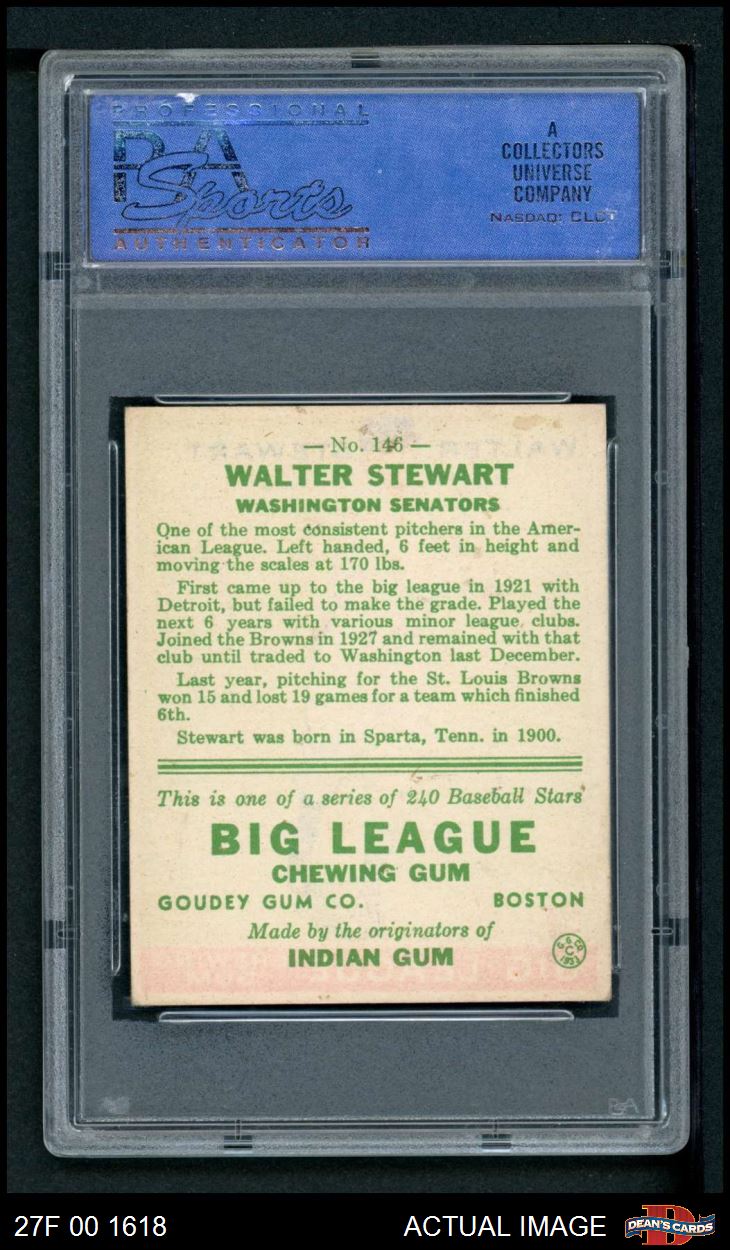 PROFESSIONAL
PSA
Sports
AUTHENTICATOR
A
COLLECTORS
UNIVERSE
COMPANY
NASDAQ: CLCT
— No. 146 —
WALTER STEWART
WASHINGTON SENATORS
One of the most consistent pitchers in the Amer-
ican League. Left handed, 6 feet in height and
moving the scales at 170 lbs.
First came up to the big league in 1921 with
Detroit, but failed to make the grade. Played the
next 6 years with various minor league clubs.
Joined the Browns in 1927 and remained with that
club until traded to Washington last December.
Last year, pitching for the St. Louis Browns
won 15 and lost 19 games for a team which finished
6th.
Stewart was born in Sparta, Tenn. in 1900.
This is one of a series of 240 Baseball Stars
BIG LEAGUE
CHEWING GUM
GOUDEY GUM CO. BOSTON
Made by the originators of
INDIAN GUM
G. G. CO.
C
1933
PSA
27F 00 1618 ACTUAL IMAGE
D
DEAN'S CARDS